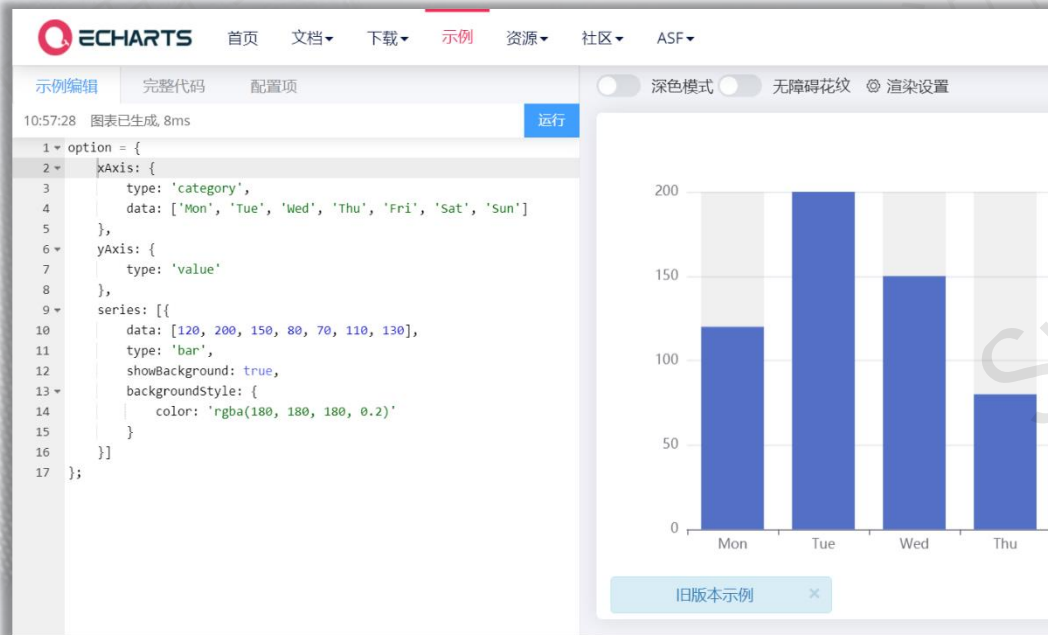 ECHARTS 首页 文档 下载 示例 资源 社区 ASF
示例编辑 完整代码 配置项
深色模式 无障碍花纹 渲染设置
10:57:28 图表已生成, 8ms 运行
1 option = {
2 xAxis: {
3 type: 'category',
4 data: ['Mon', 'Tue', 'Wed', 'Thu', 'Fri', 'Sat', 'Sun']
5 },
6 yAxis: {
7 type: 'value'
8 },
9 series: [{
10 data: [120, 200, 150, 80, 70, 110, 130],
11 type: 'bar',
12 showBackground: true,
13 backgroundStyle: {
14 color: 'rgba(180, 180, 180, 0.2)'
15 }
16 }]
17 };
200
150
100
50
0
Mon Tue Wed Thu
旧版本示例 ×